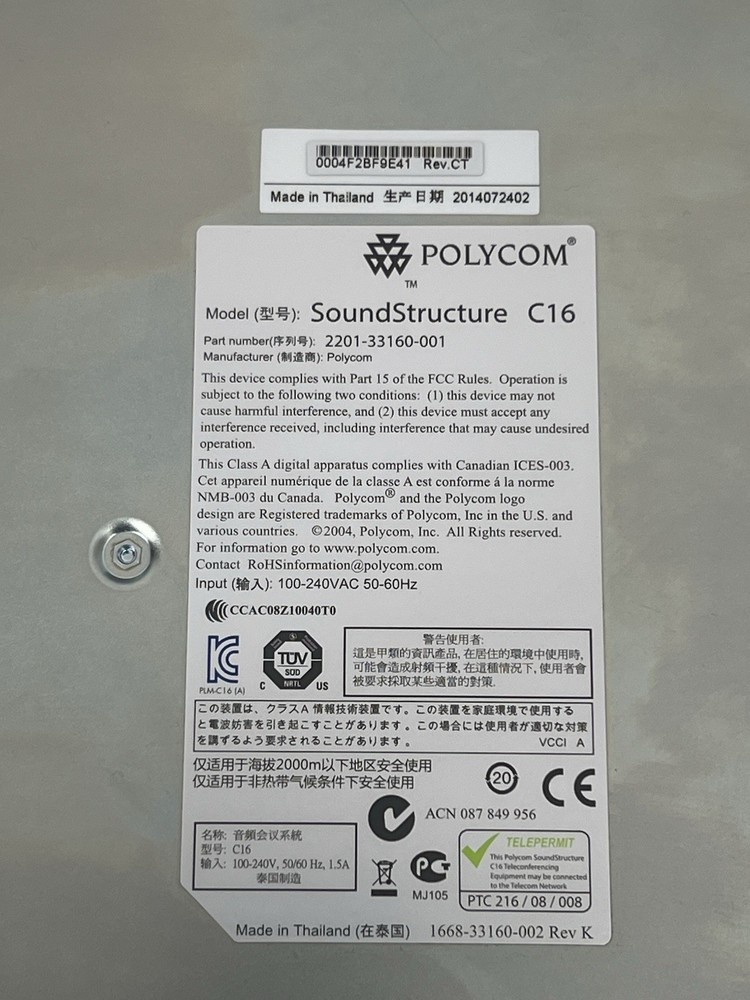 0004F2BF9E41 Rev.CT
Made in Thailand 生产日期 2014072402
POLYCOM®
TM
Model (型号): SoundStructure C16
Part number(序列号): 2201-33160-001
Manufacturer (制造商): Polycom
This device complies with Part 15 of the FCC Rules. Operation is
subject to the following two conditions: (1) this device may not
cause harmful interference, and (2) this device must accept any
interference received, including interference that may cause undesired
operation.
This Class A digital apparatus complies with Canadian ICES-003.
Cet appareil numérique de la classe A est conforme á la norme
NMB-003 du Canada. Polycom® and the Polycom logo
design are Registered trademarks of Polycom, Inc in the U.S. and
various countries. ©2004, Polycom, Inc. All Rights reserved.
For information go to www.polycom.com.
Contact RoHSinformation@polycom.com
Input (输入): 100-240VAC 50-60Hz
CCAC08Z10040T0
PLM-C16 (A)
TÜV
SÜD
NRTL
C US
警告使用者:
這是甲類的資訊產品, 在居住的環境中使用時,
可能會造成射頻干擾, 在這種情況下, 使用者會
被要求採取某些適當的對策.
この装置は、クラスA 情報技術装置です。この装置を家庭環境で使用する
と電波妨害を引き起こすことがあります。この場合には使用者が適切な対策
を講ずるよう要求されることがあります。 VCCI A
仅适用于海拔2000m以下地区安全使用
仅适用于非热带气候条件下安全使用
20
CE
ACN 087 849 956
名称: 音頻会议系統
型号: C16
输入: 100-240V, 50/60 Hz, 1.5A
泰国制造
MJ105
TELEPERMIT
This Polycom SoundStructure
C16 Teleconferencing
Equipment may be connected
to the Telecom Network
PTC 216 / 08 / 008
Made in Thailand (在泰国) 1668-33160-002 Rev K